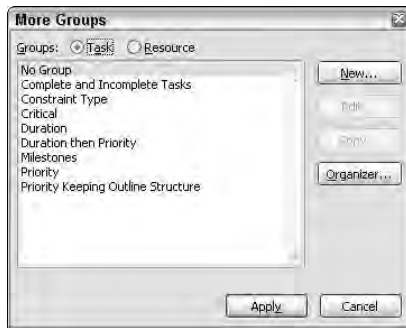 More Groups
Groups: Task Resource
No Group
Complete and Incomplete Tasks
Constraint Type
Critical
Duration
Duration then Priority
Milestones
Priority
Priority Keeping Outline Structure
New...
Edit...
Copy...
Organizer...
Apply
Cancel